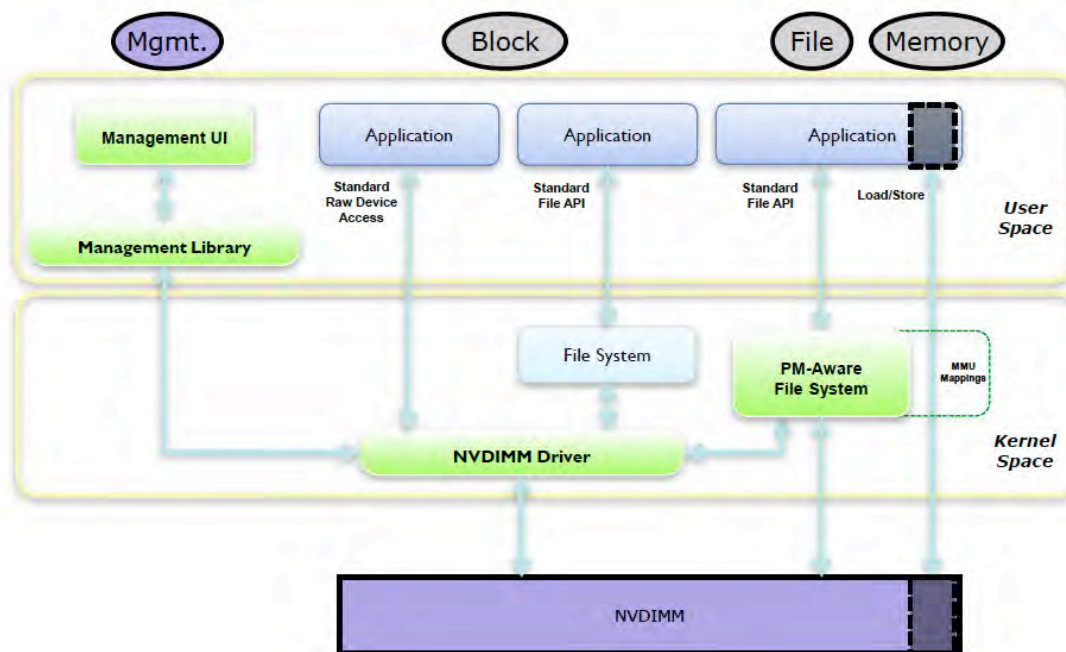 Mgmt.
Block
File
Memory
Management UI
Application
Application
Application
Standard
Raw Device
Access
Standard
File API
Standard
File API
Load/Store
User
Space
Management Library
File System
PM-Aware
File System
MMU
Mappings
NVDIMM Driver
Kernel
Space
NVDIMM